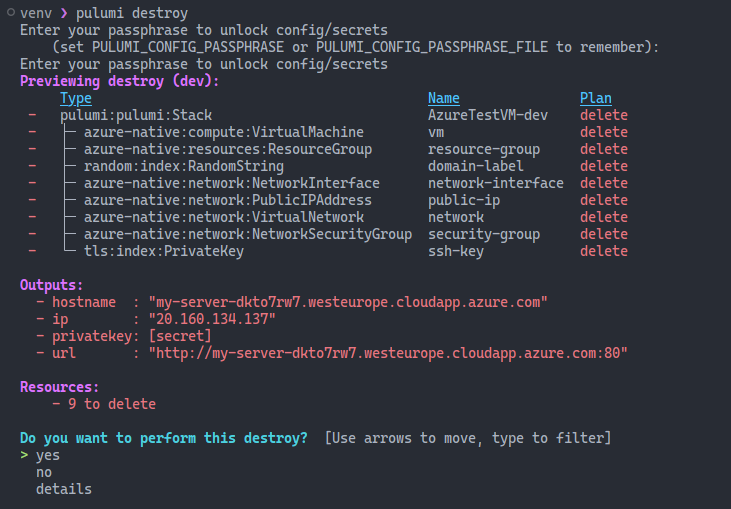 venv ❯ pulumi destroy
Enter your passphrase to unlock config/secrets
    (set PULUMI_CONFIG_PASSPHRASE or PULUMI_CONFIG_PASSPHRASE_FILE to remember):
Enter your passphrase to unlock config/secrets
Previewing destroy (dev):
     Type                                          Name               Plan
 -   pulumi:pulumi:Stack                           AzureTestVM-dev    delete
 -   ├─ azure-native:compute:VirtualMachine        vm                 delete
 -   ├─ azure-native:resources:ResourceGroup       resource-group     delete
 -   ├─ random:index:RandomString                  domain-label       delete
 -   ├─ azure-native:network:NetworkInterface      network-interface  delete
 -   ├─ azure-native:network:PublicIPAddress       public-ip          delete
 -   ├─ azure-native:network:VirtualNetwork        network            delete
 -   ├─ azure-native:network:NetworkSecurityGroup  security-group     delete
 -   └─ tls:index:PrivateKey                       ssh-key            delete
Outputs:
  - hostname  : "my-server-dkto7rw7.westeurope.cloudapp.azure.com"
  - ip        : "20.160.134.137"
  - privatekey: [secret]
  - url       : "http://my-server-dkto7rw7.westeurope.cloudapp.azure.com:80"
Resources:
    - 9 to delete
Do you want to perform this destroy?  [Use arrows to move, type to filter]
> yes
  no
  details